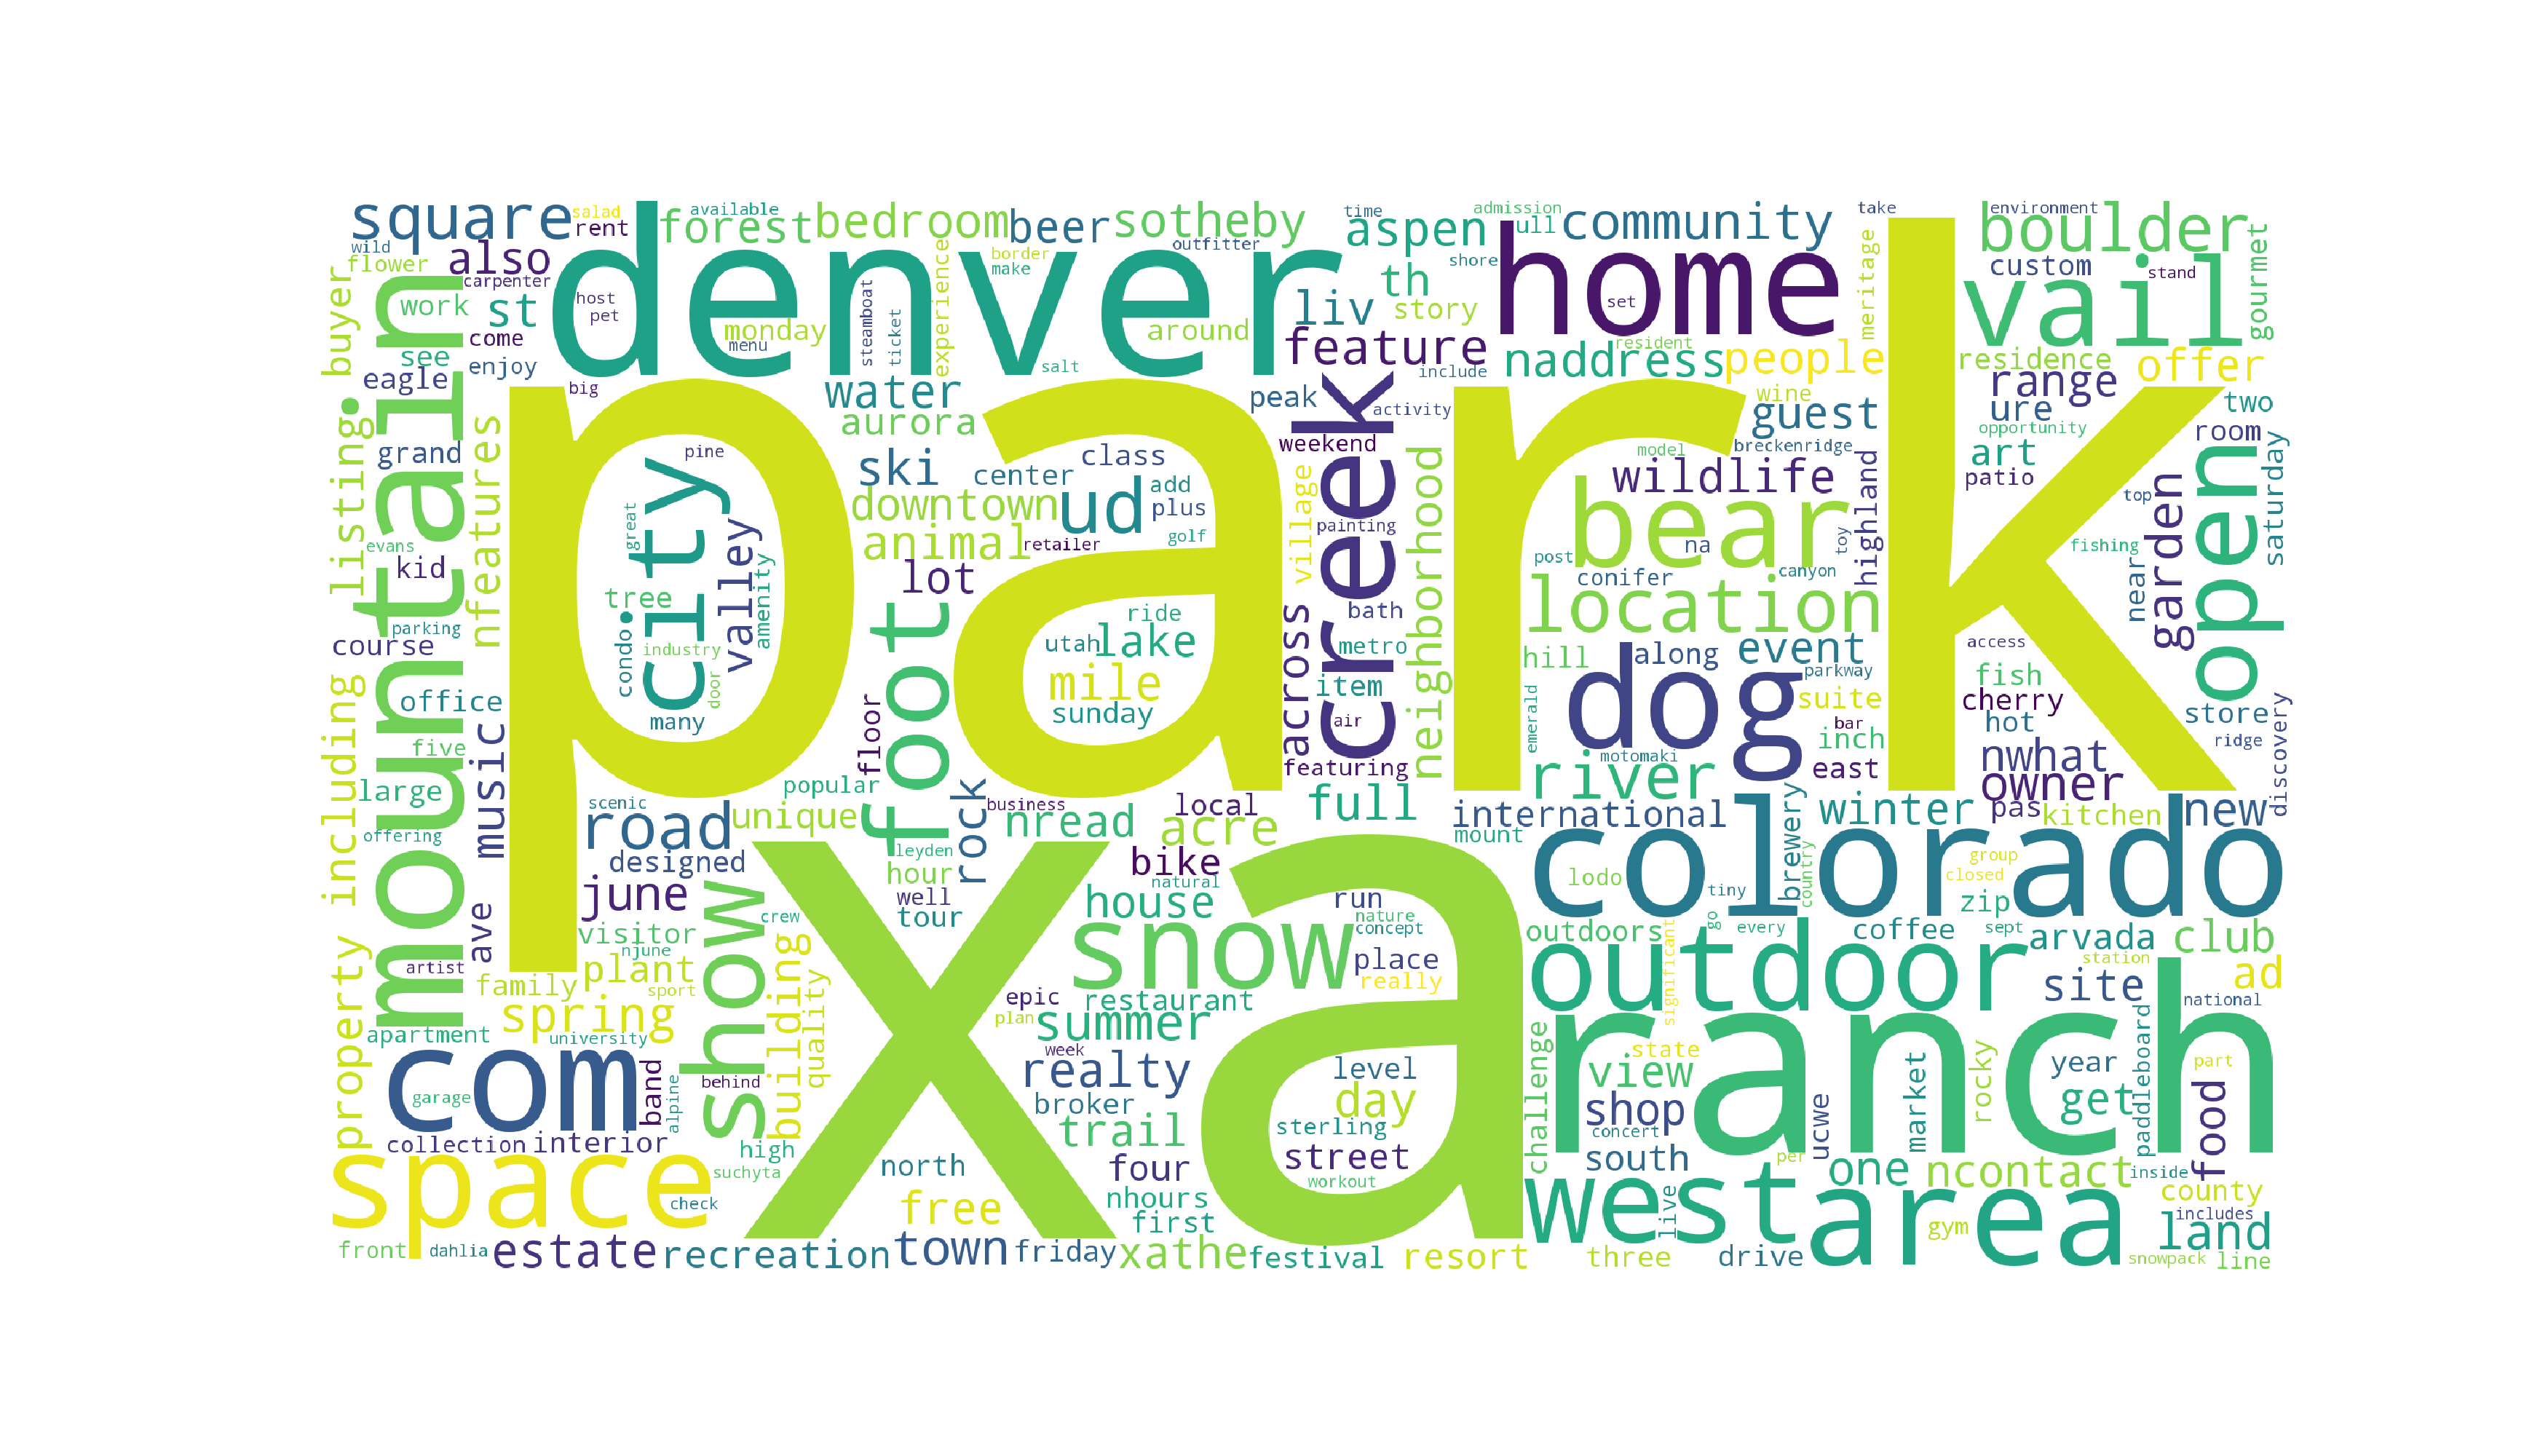 square
salad
rent
wild
flower
also
carpenter
buyer
work
st
host
pet
come
see
enjoy
eagle
denver
available
forest
bedroom
beer
sotheby
outfitter
border
make
experience
monday
menu
steamboat
ticket
around
salt
big
time
aspen
admission
ull
community
shore
th
liv
story
feature
include
home
set
resident
naddress
people
take
environment
boulder
custom
stand
meritage
vail
gourmet
residence
offer
range
ure
two
opportunity
room
art
patio
saturday
top
open
garden
near
fishing
mountain
listing
grand
nfeatures
evans
kid
parking
course
park
pine
city
great
valley
amenity
tree
condo
industry
door
many
water
aurora
ski
center
class
downtown
ud
add
plus
animal
retailer
golf
lot
foot
ride
utah
lake
mile
sunday
peak
weekend
activity
creek
village
painting
across
bath
metro
item
air
featuring
neighborhood
wine
guest
breckenridge
model
wildlife
highland
bear
post
na
toy
conifer
canyon
location
hill
along
event
parkway
dog
suite
emerald
bar
inch
motomaki
river
east
access
fish
cherry
hot
store
ridge
discovery
nwhat
owner
pas
kitchen
new
including
office
five
large
offering
music
floor
popular
scenic
road
unique
designed
rock
business
nread
local
acre
full
international
mount
winter
brewery
country
colorado
group
closed
lodo
tiny
zip
leyden
hour
well
tour
bike
natural
house
run
nature
concept
snow
place
really
june
ave
visitor
njune
crew
show
artist
family
plant
sport
spring
building
quality
apartment
university
xa
epic
plan
restaurant
summer
week
realty
level
broker
day
trail
sterling
four
street
nhours
first
workout
outdoors
significant
go
every
coffee
sept
arvada
club
station
outdoor
site
ad
national
challenge
state
view
ranch
rocky
year
part
market
get
paddleboard
shop
concert
ucwe
food
property
com
garage
band
alpine
behind
collection
interior
high
suchyta
space
check
north
free
south
per
one
ncontact
inside
county
includes
west
live
area
gym
land
front
dahlia
estate
recreation
town
friday
xathe
festival
resort
three
drive
snowpack
line